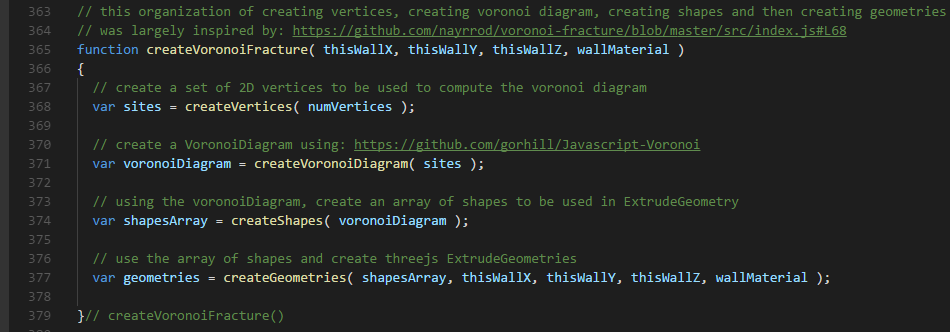 363 // this organization of creating vertices, creating voronoi diagram, creating shapes and then creating geometries
364 // was largely inspired by: https://github.com/nayrrod/voronoi-fracture/blob/master/src/index.js#L68
365 function createVoronoiFracture( thisWallX, thisWallY, thisWallZ, wallMaterial )
366 {
367 // create a set of 2D vertices to be used to compute the voronoi diagram
368 var sites = createVertices( numVertices );
369
370 // create a VoronoiDiagram using: https://github.com/gorhill/Javascript-Voronoi
371 var voronoiDiagram = createVoronoiDiagram( sites );
372
373 // using the voronoiDiagram, create an array of shapes to be used in ExtrudeGeometry
374 var shapesArray = createShapes( voronoiDiagram );
375
376 // use the array of shapes and create threejs ExtrudeGeometries
377 var geometries = createGeometries( shapesArray, thisWallX, thisWallY, thisWallZ, wallMaterial );
378
379 }// createVoronoiFracture()